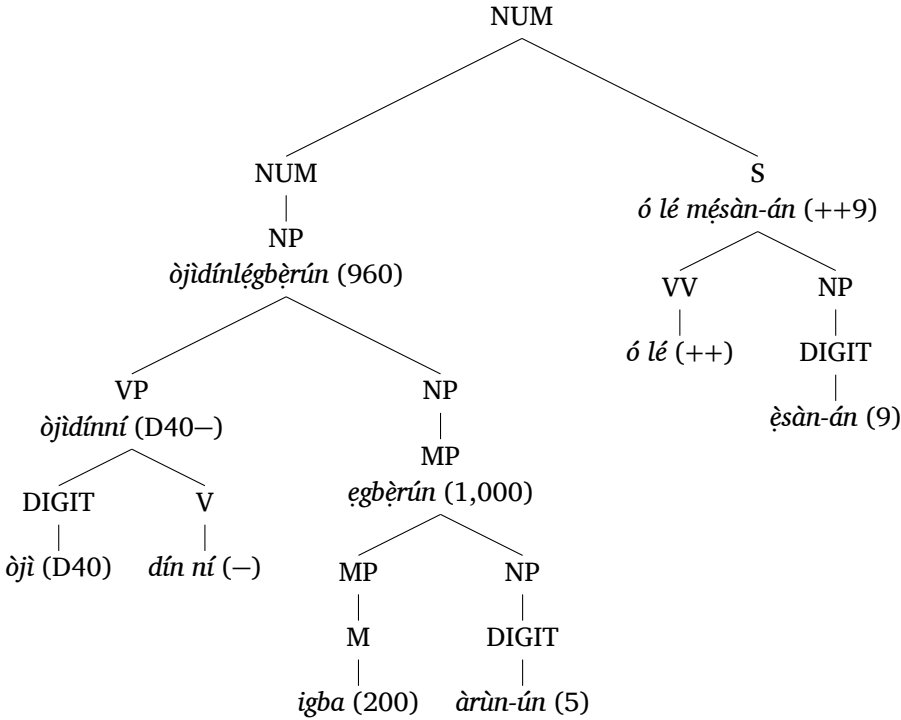 NUM
NUM S
ó lé mẹ́sàn-án (++9)
NP
òjìdínlẹ́gbẹ̀rún (960)
VV NP
ó lé (++) DIGIT
VP NP
ẹ̀sàn-án (9)
òjìdínní (D40−)
MP
ẹgbẹ̀rún (1,000)
DIGIT V
òjì (D40) dín ní (−)
MP NP
M DIGIT
igba (200) àrùn-ún (5)